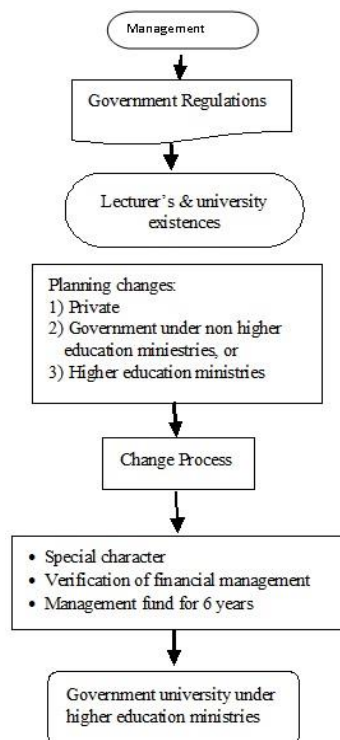 Management
Government Regulations
Lecturer's & university
existences
Planning changes:
1) Private
2) Government under non higher
education miniestries, or
3) Higher education ministries
Change Process
• Special character
• Verification of financial management
• Management fund for 6 years
Government university under
higher education ministries